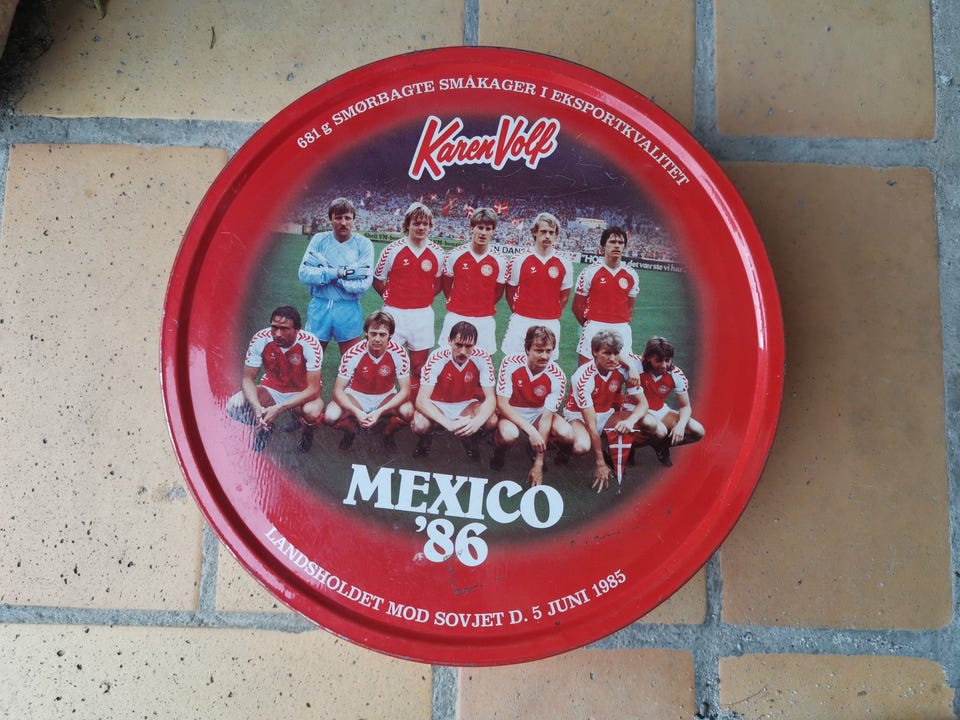 681 g SMØRBAGTE SMÅKAGER I EKSPORTKVALITET
Karen Volf
MEXICO
'86
LANDSHOLDET MOD SOVJET D. 5 JUNI 1985